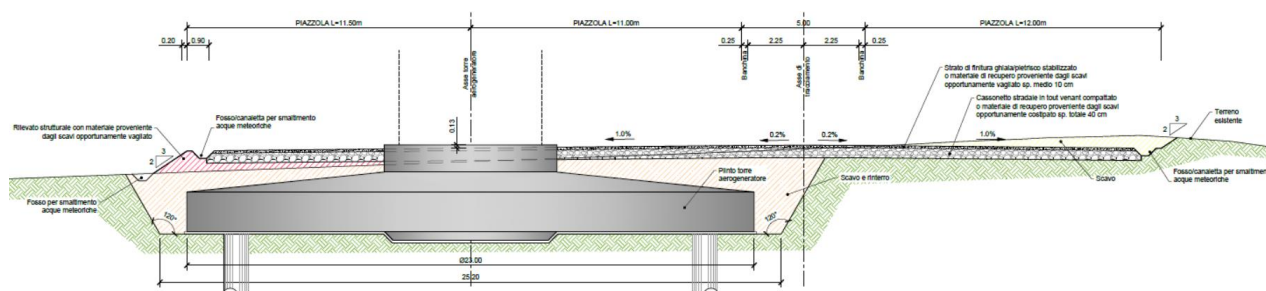 PIAZZOLA L=11.50m
PIAZZOLA L=11.00m
5.00
PIAZZOLA L=12.00m
0.20
0.90
0.25
2.25
2.25
0.25
Asse torre
aerogeneratore
Banchina
Asse di
tracciamento
Banchina
Strato di finitura ghiaia/pietrisco stabilizzato
o materiale di recupero proveniente dagli scavi
opportunamente vagliato sp. medio 10 cm
Cassonetto stradale in tout venant compattato
o materiale di recupero proveniente dagli scavi
opportunamente costipato sp. totale 40 cm
Terreno
esistente
Fosso/canaletta per smaltimento
acque meteoriche
Rilevato strutturale con materiale proveniente
dagli scavi opportunamente vagliato
3
2
0.13
1.0%
0.2%
0.2%
1.0%
3
2
Plinto torre
aerogeneratore
Scavo e rinterro
Scavo
Fosso/canaletta per smaltimento
acque meteoriche
Fosso per smaltimento
acque meteoriche
120°
120°
Ø23.00
25.20